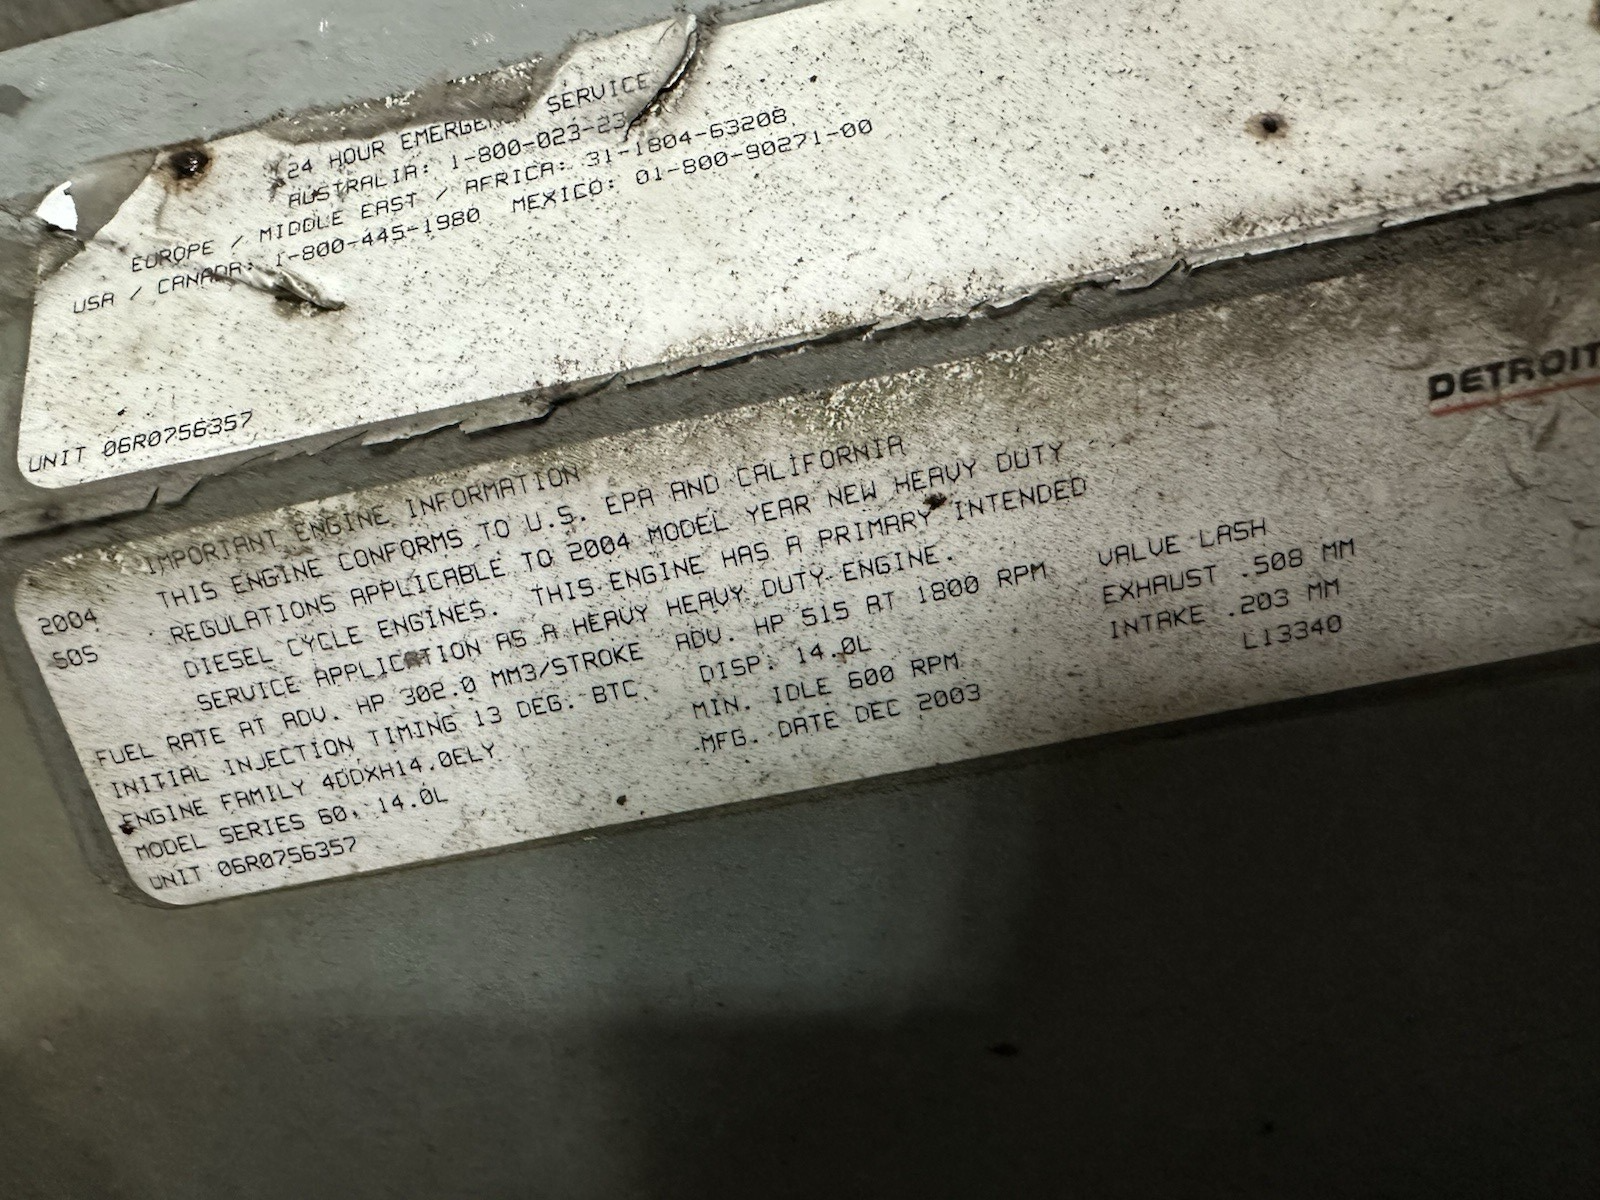 24 HOUR EMERGEN SERVICE
AUSTRALIA: 1-800-023-23
EUROPE / MIDDLE EAST / AFRICA: 31-1804-63208
USA / CANADA: 1-800-445-1980 MEXICO: 01-800-90271-00
UNIT 06R0756357
DETROIT
IMPORTANT ENGINE INFORMATION
2004 THIS ENGINE CONFORMS TO U.S. EPA AND CALIFORNIA
50S REGULATIONS APPLICABLE TO 2004 MODEL YEAR NEW HEAVY DUTY
DIESEL CYCLE ENGINES. THIS ENGINE HAS A PRIMARY INTENDED
SERVICE APPLICATION AS A HEAVY HEAVY DUTY ENGINE.
FUEL RATE AT ADV. HP 302.0 MM3/STROKE ADV. HP 515 AT 1800 RPM VALVE LASH
INITIAL INJECTION TIMING 13 DEG. BTC DISP. 14.0L EXHAUST .508 MM
ENGINE FAMILY 4DDXH14.0ELY MIN. IDLE 600 RPM INTAKE .203 MM
MODEL SERIES 60, 14.0L MFG. DATE DEC 2003 L13340
UNIT 06R0756357